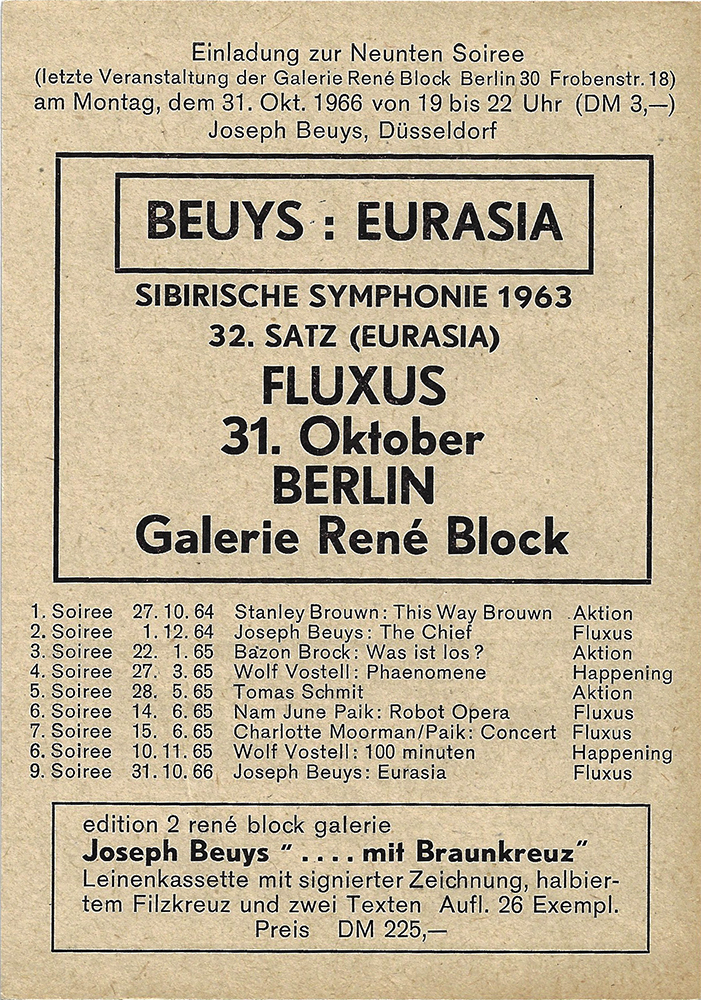 Einladung zur Neunten Soiree
(letzte Veranstaltung der Galerie René Block Berlin 30 Frobenstr. 18)
am Montag, dem 31. Okt. 1966 von 19 bis 22 Uhr (DM 3,—)
Joseph Beuys, Düsseldorf
BEUYS : EURASIA
SIBIRISCHE SYMPHONIE 1963
32. SATZ (EURASIA)
FLUXUS
31. Oktober
BERLIN
Galerie René Block
1. Soiree 27. 10. 64 Stanley Brouwn : This Way Brouwn Aktion
2. Soiree 1. 12. 64 Joseph Beuys : The Chief Fluxus
3. Soiree 22. 1. 65 Bazon Brock : Was ist los ? Aktion
4. Soiree 27. 3. 65 Wolf Vostell : Phaenomene Happening
5. Soiree 28. 5. 65 Tomas Schmit Aktion
6. Soiree 14. 6. 65 Nam June Paik : Robot Opera Fluxus
7. Soiree 15. 6. 65 Charlotte Moorman/Paik : Concert Fluxus
6. Soiree 10. 11. 65 Wolf Vostell : 100 minuten Happening
9. Soiree 31. 10. 66 Joseph Beuys : Eurasia Fluxus
edition 2 rené block galerie
Joseph Beuys " . . . . mit Braunkreuz"
Leinenkassette mit signierter Zeichnung, halbier-
tem Filzkreuz und zwei Texten Aufl. 26 Exempl.
Preis DM 225,—